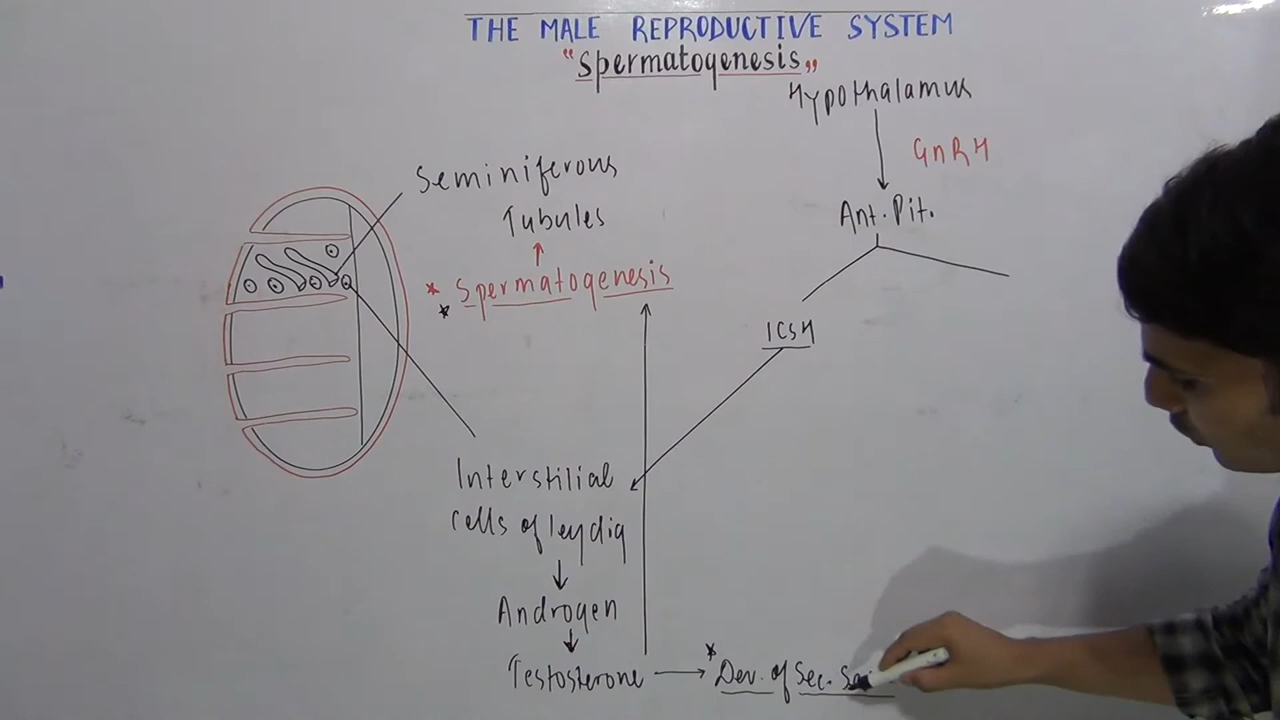 THE MALE REPRODUCTIVE SYSTEM
"Spermatogenesis"
Hypothalamus
GnRH
Ant. Pit.
Seminiferous
Tubules
* Spermatogenesis
*
ICSH
Interstilial
cells of leydig
Androgen
Testosterone
* Dev. of Sec.